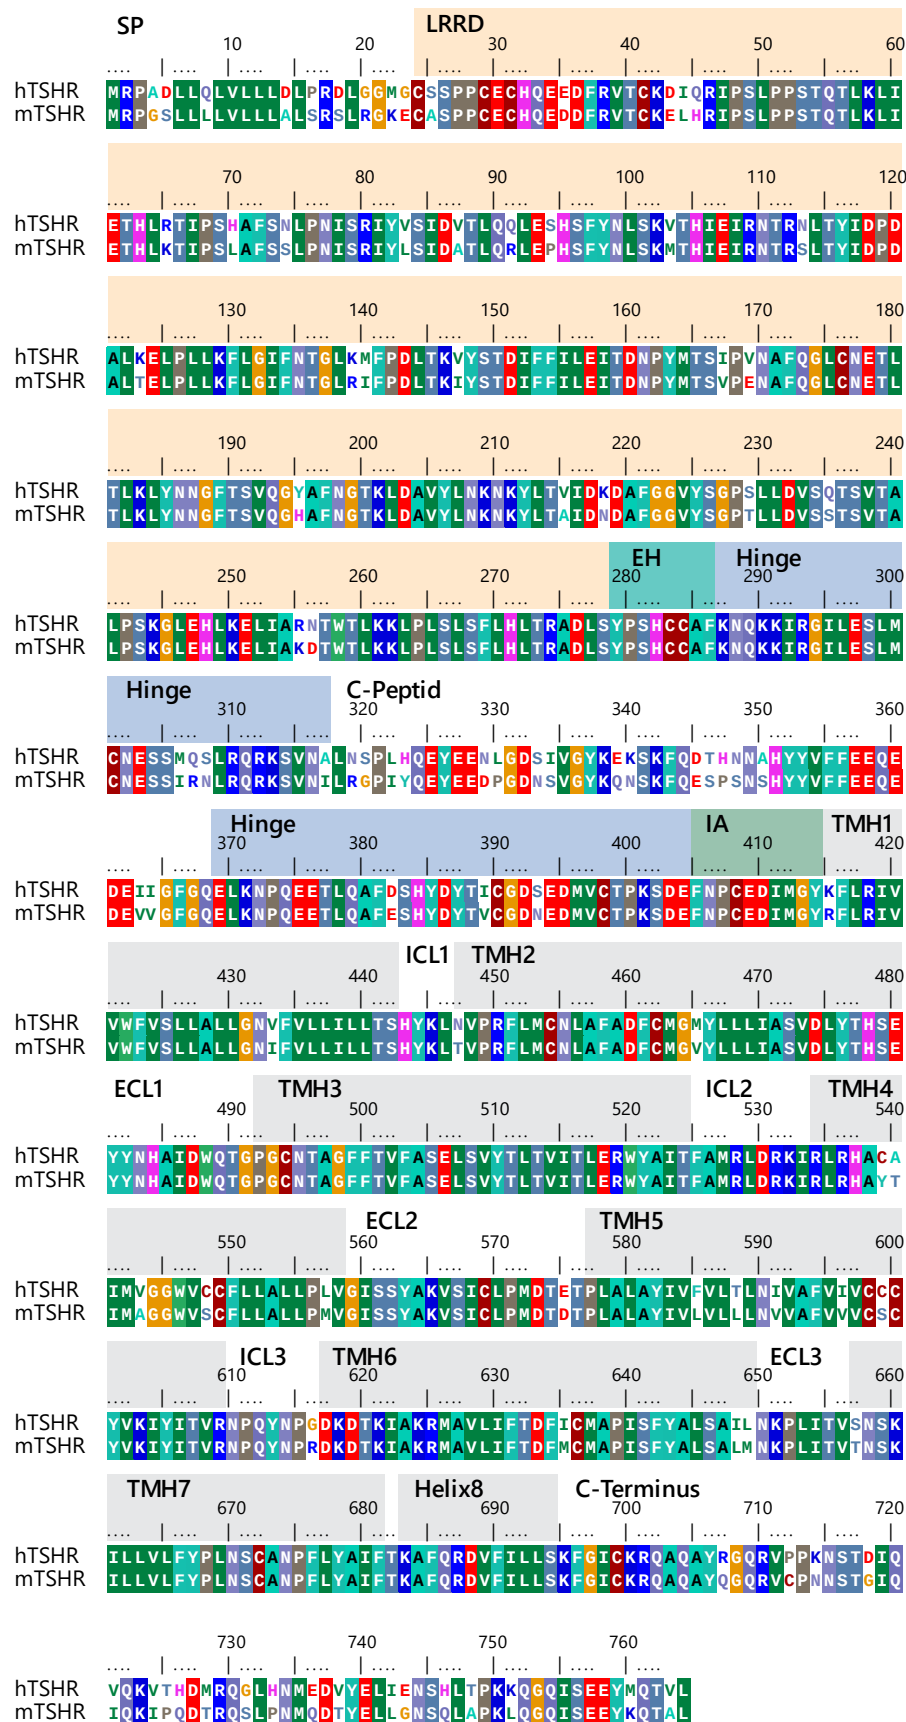 SP LRRD
10 20 30 40 50 60
hTSHR MRPADLLQLVLLLDLPRDLGGMGCSSPPCECHQEEDFRVTCKDIQRIPSLPPSTQTLKLI
mTSHR MRPGSLLLLVLLLALSRSLRGKECASPPCECHQEDDFRVTCKELHRIPSLPPSTQTLKLI
70 80 90 100 110 120
hTSHR ETHLRTIPSHAFSNLPNISRIYVSIDVTLQQLESHSFYNLSKVTHIEIRNTRNLTYIDPD
mTSHR ETHLKTIPSLAFSSLPNISRIYLSIDATLQRLEPHSFYNLSKMTHIEIRNTRSLTYIDPD
130 140 150 160 170 180
hTSHR ALKELPLLKFLGIFNTGLKMFPDLTKVYSTDIFFILEITDNPYMTSIPVNAFQGLCNETL
mTSHR ALTELPLLKFLGIFNTGLRIFPDLTKIYSTDIFFILEITDNPYMTSVPENAFQGLCNETL
190 200 210 220 230 240
hTSHR TLKLYNNGFTSVQGYAFNGTKLDAVYLNKNKYLTVIDKDAFGGVYSGPSLLDVSQTSVTA
mTSHR TLKLYNNGFTSVQGHAFNGTKLDAVYLNKNKYLTAIDNDAFGGVYSGPTLLDVSSTSVTA
EH Hinge
250 260 270 280 290 300
hTSHR LPSKGLEHLKELIARNTWTLKKLPLSLSFLHLTRADLSYPSHCCAFKNQKKIRGILESLM
mTSHR LPSKGLEHLKELIAKDTWTLKKLPLSLSFLHLTRADLSYPSHCCAFKNQKKIRGILESLM
Hinge C-Peptid
310 320 330 340 350 360
hTSHR CNESSMQSLRQRKSVNALNSPLHQEYEENLGDSIVGYKEKSKFQDTHNNAHYYVFFEEQE
mTSHR CNESSIRNLRQRKSVNILRGPIYQEYEEDPGDNSVGYKQNSKFQESPSNSHYYVFFEEQE
Hinge IA TMH1
370 380 390 400 410 420
hTSHR DEIIGFGQELKNPQEETLQAFDSHYDYTICGDSEDMVCTPKSDEFNPCEDIMGYKFLRIV
mTSHR DEVVGFGQELKNPQEETLQAFESHYDYTVCGDNEDMVCTPKSDEFNPCEDIMGYRFLRIV
ICL1 TMH2
430 440 450 460 470 480
hTSHR VWFVSLLALLGNVFVLLILLTSHYKLNVPRFLMCNLAFADFCMGMYLLLIASVDLYTHSE
mTSHR VWFVSLLALLGNIFVLLILLTSHYKLTVPRFLMCNLAFADFCMGVYLLLIASVDLYTHSE
ECL1 TMH3 ICL2 TMH4
490 500 510 520 530 540
hTSHR YYNHAIDWQTGPGCNTAGFFTVFASELSVYTLTVITLERWYAITFAMRLDRKIRLRHACA
mTSHR YYNHAIDWQTGPGCNTAGFFTVFASELSVYTLTVITLERWYAITFAMRLDRKIRLRHAYT
ECL2 TMH5
550 560 570 580 590 600
hTSHR IMVGGWVCCFLLALLPLVGISSYAKVSICLPMDTETPLALAYIVFVLTLNIVAFVIVCCC
mTSHR IMAGGWVSCFLLALLPMVGISSYAKVSICLPMDTDTPLALAYIVLVLLLNVVAFVVVCSC
ICL3 TMH6 ECL3
610 620 630 640 650 660
hTSHR YVKIYITVRNPQYNPGDKDTKIAKRMAVLIFTDFICMAPISFYALSAILNKPLITVSNSK
mTSHR YVKIYITVRNPQYNPRDKDTKIAKRMAVLIFTDFMCMAPISFYALSALMNKPLITVTNSK
TMH7 Helix8 C-Terminus
670 680 690 700 710 720
hTSHR ILLVLFYPLNSCANPFLYAIFTKAFQRDVFILLSKFGICKRQAQAYRGQRVPPKNSTDIQ
mTSHR ILLVLFYPLNSCANPFLYAIFTKAFQRDVFILLSKFGICKRQAQAYQGQRVCPNNSTGIQ
730 740 750 760
hTSHR VQKVTHDMRQGLHNMEDVYELIENSHLTPKKQGQISEEYMQTVL
mTSHR IQKIPQDTRQSLPNMQDTYELLGNSQLAPKLQGQISEEYKQTAL